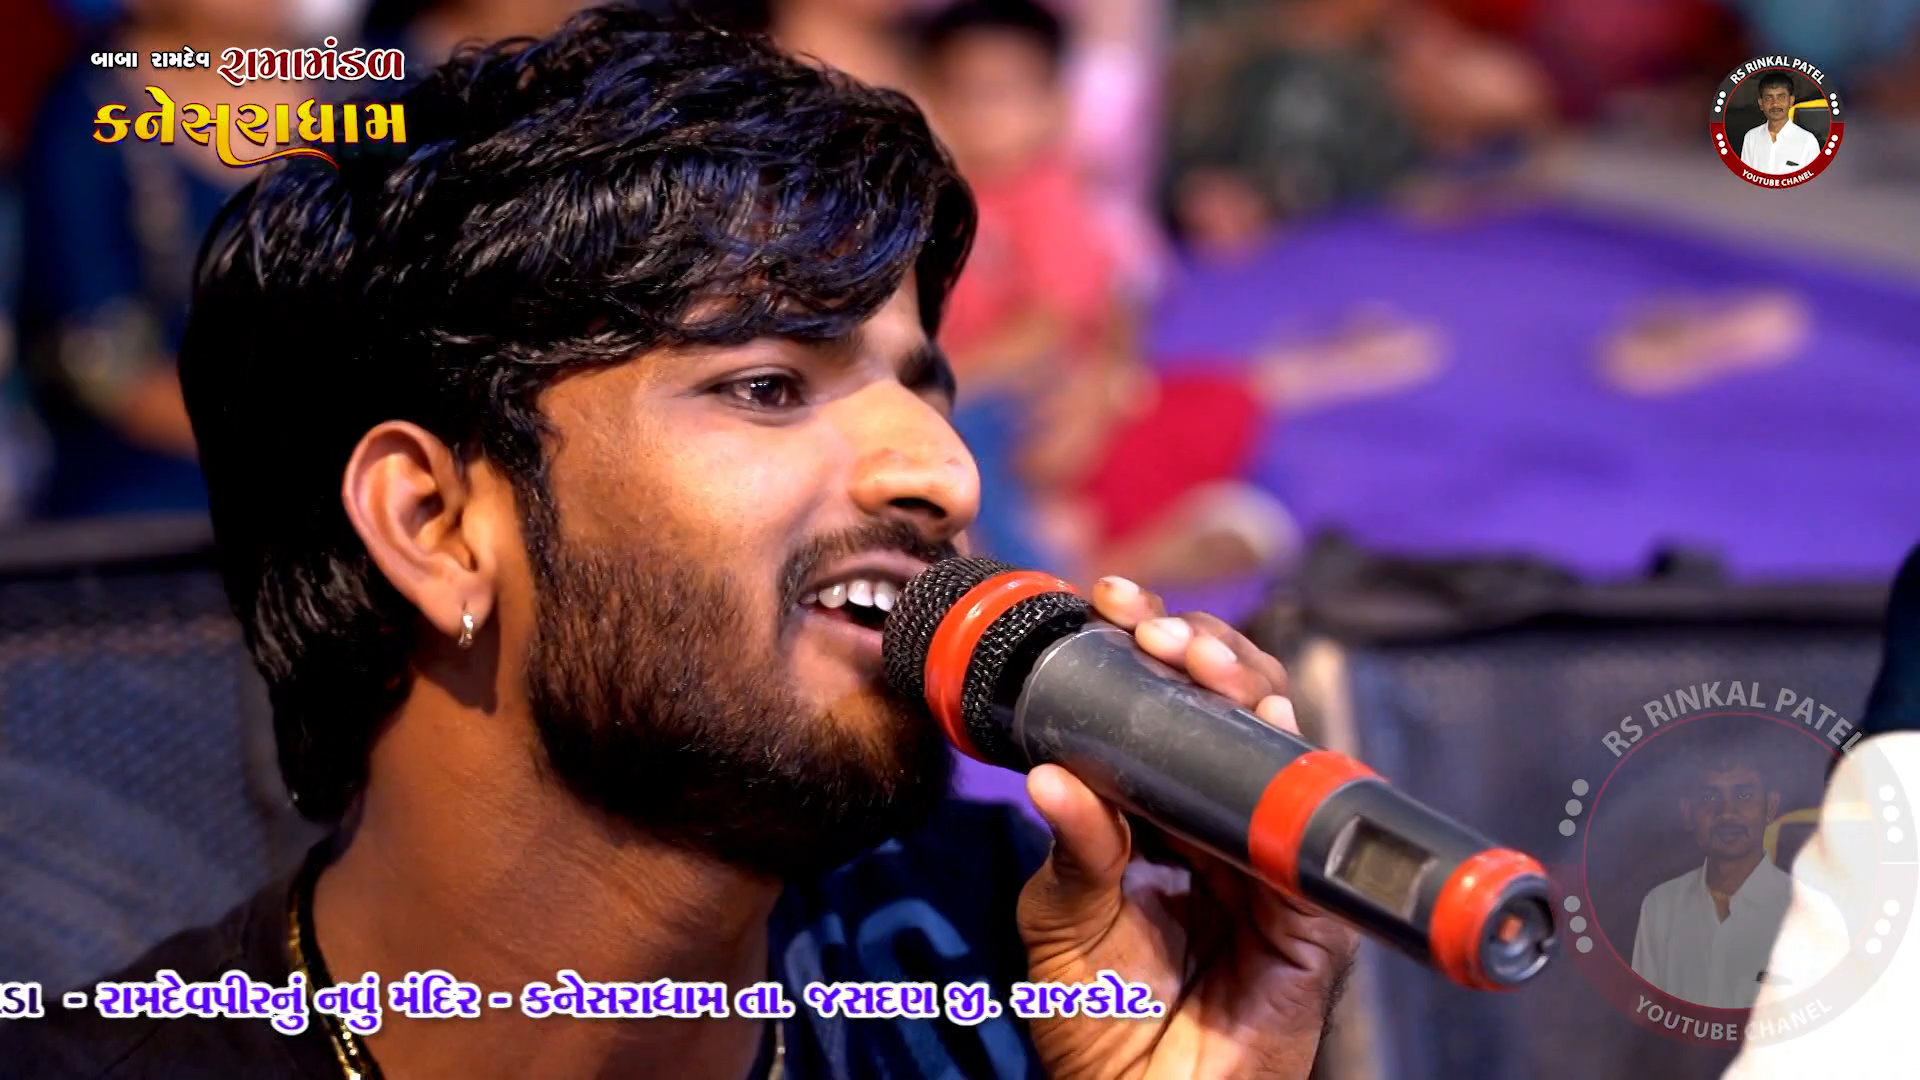 બાબા રામદેવ રામામંડળ
કનેસરાધામ
RS RINKAL PATEL
YOUTUBE CHANEL
RS RINKAL PATEL
YOUTUBE CHANEL
- રામદેવપીરનું નવું મંદિર - કનેસરાધામ તા. જસદણ જી. રાજકોટ.